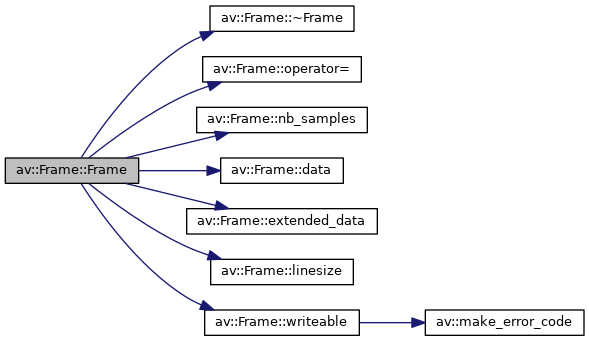 av::Frame::~Frame
av::Frame::operator=
av::Frame::nb_samples
av::Frame::Frame
av::Frame::data
av::Frame::extended_data
av::Frame::linesize
av::Frame::writeable
av::make_error_code